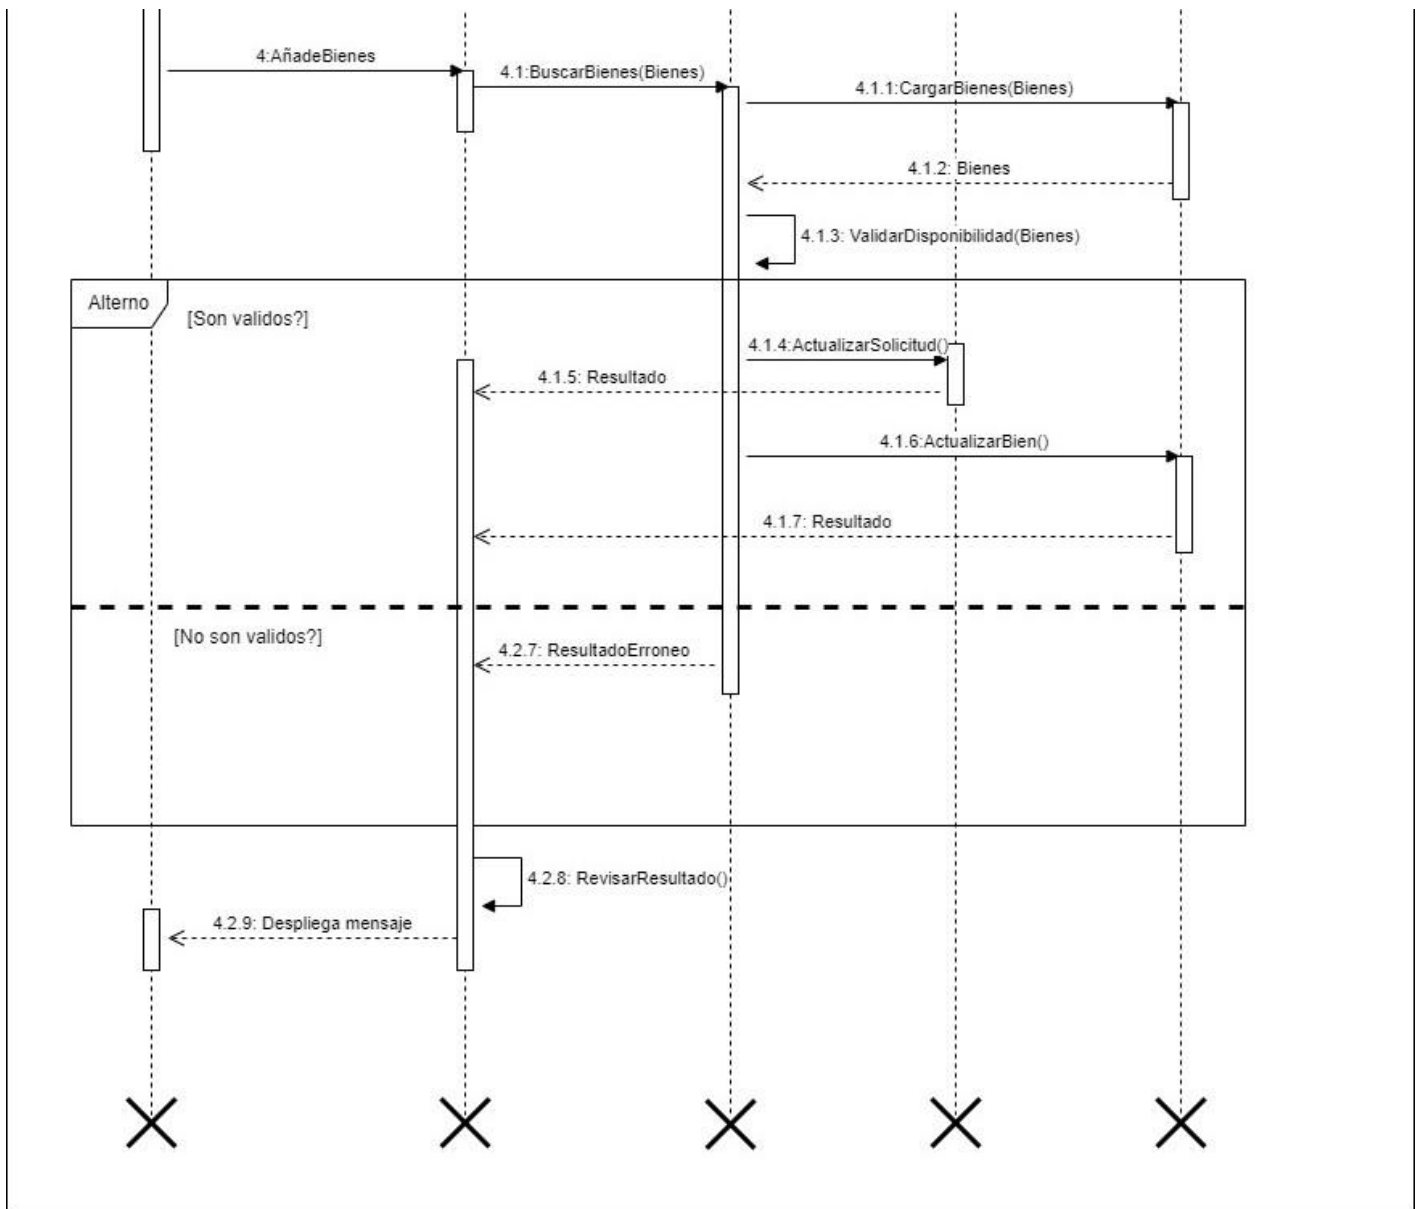 4:AñadeBienes
4.1:BuscarBienes(Bienes)
4.1.1:CargarBienes(Bienes)
4.1.2: Bienes
4.1.3: ValidarDisponibilidad(Bienes)
Alterno
[Son validos?]
4.1.4:ActualizarSolicitud()
4.1.5: Resultado
4.1.6:ActualizarBien()
4.1.7: Resultado
[No son validos?]
4.2.7: ResultadoErroneo
4.2.8: RevisarResultado()
4.2.9: Despliega mensaje